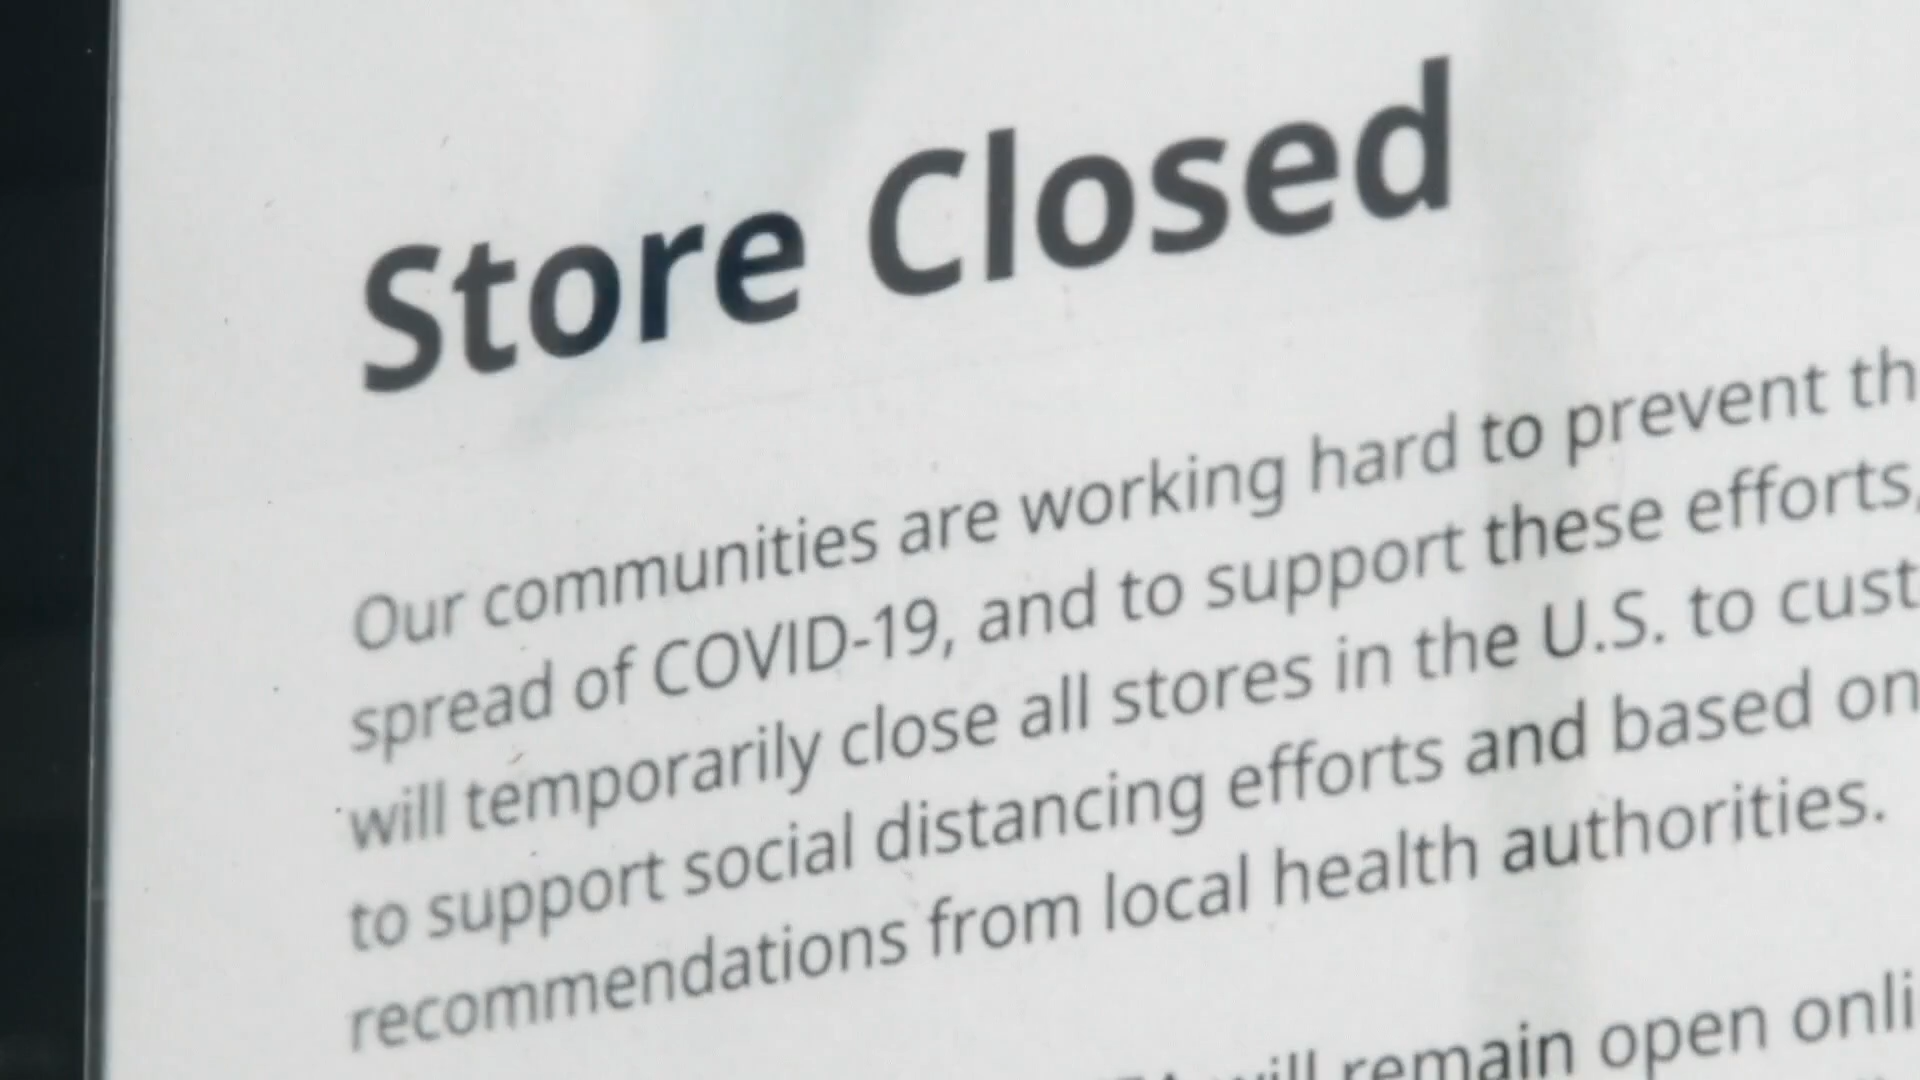 Store Closed
Our communities are working hard to prevent th
spread of COVID-19, and to support these efforts,
will temporarily close all stores in the U.S. to cust
to support social distancing efforts and based on
recommendations from local health authorities.
will remain open onli